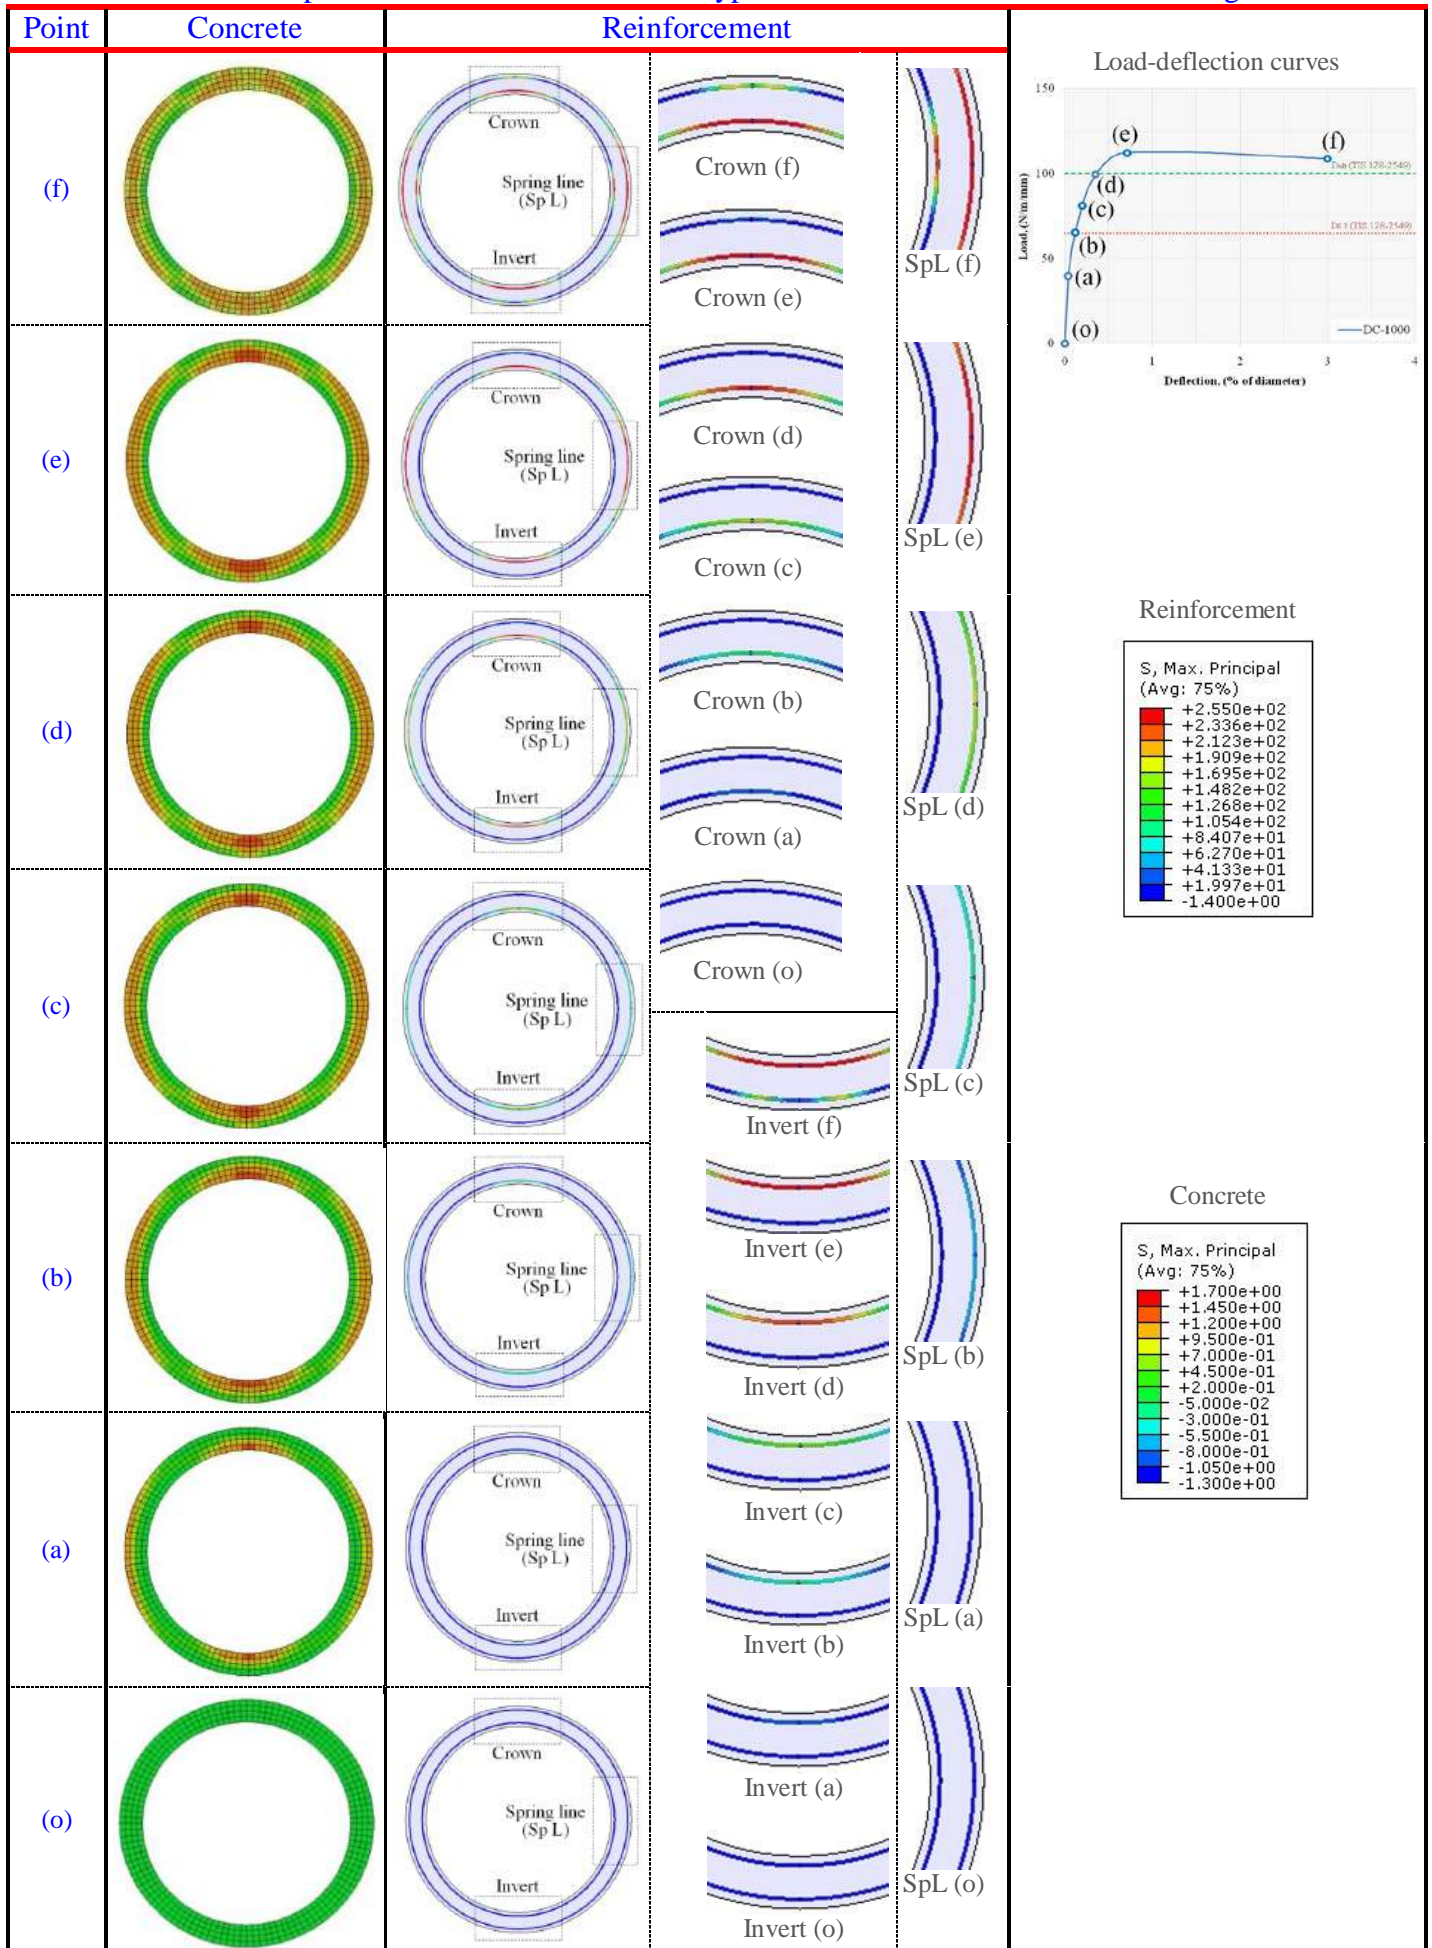 Point
Concrete
Reinforcement
(f)
Crown
Spring line
(Sp L)
Invert
Crown (f)
Crown (e)
SpL (f)
Load-deflection curves
150
100
50
0
0
1
2
3
4
Load, (N/m/mm)
Deflection, (% of diameter)
(o)
(a)
(b)
(c)
(d)
(e)
(f)
(TIS 128-2549)
(TIS 128-2549)
DC-1000
(e)
Crown
Spring line
(Sp L)
Invert
Crown (d)
Crown (c)
SpL (e)
(d)
Crown
Spring line
(Sp L)
Invert
Crown (b)
Crown (a)
SpL (d)
Reinforcement
S, Max. Principal
(Avg: 75%)
+2.550e+02
+2.336e+02
+2.123e+02
+1.909e+02
+1.695e+02
+1.482e+02
+1.268e+02
+1.054e+02
+8.407e+01
+6.270e+01
+4.133e+01
+1.997e+01
-1.400e+00
(c)
Crown
Spring line
(Sp L)
Invert
Crown (o)
Invert (f)
SpL (c)
(b)
Crown
Spring line
(Sp L)
Invert
Invert (e)
Invert (d)
SpL (b)
Concrete
S, Max. Principal
(Avg: 75%)
+1.700e+00
+1.450e+00
+1.200e+00
+9.500e-01
+7.000e-01
+4.500e-01
+2.000e-01
-5.000e-02
-3.000e-01
-5.500e-01
-8.000e-01
-1.050e+00
-1.300e+00
(a)
Crown
Spring line
(Sp L)
Invert
Invert (c)
Invert (b)
SpL (a)
(o)
Crown
Spring line
(Sp L)
Invert
Invert (a)
Invert (o)
SpL (o)